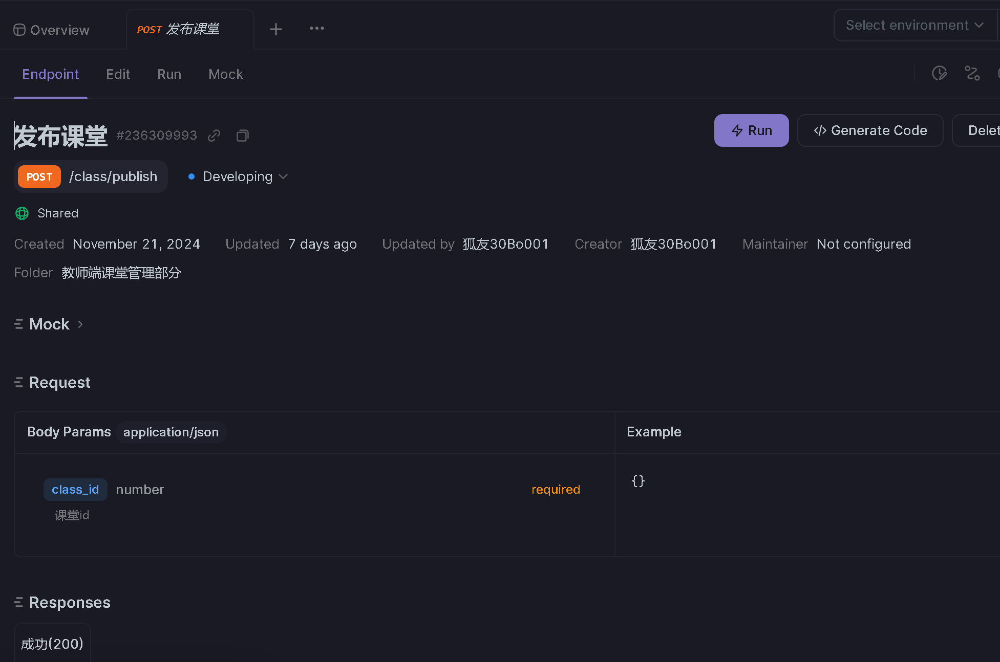 Overview
POST 发布课堂
Select environment
Endpoint Edit Run Mock
发布课堂 #236309993
Run
Generate Code
Delet
POST /class/publish Developing
Shared
Created November 21, 2024 Updated 7 days ago Updated by 狐友30Bo001 Creator 狐友30Bo001 Maintainer Not configured
Folder 教师端课堂管理部分
Mock
Request
Body Params application/json
Example
class_id number required
{}
课堂id
Responses
成功(200)